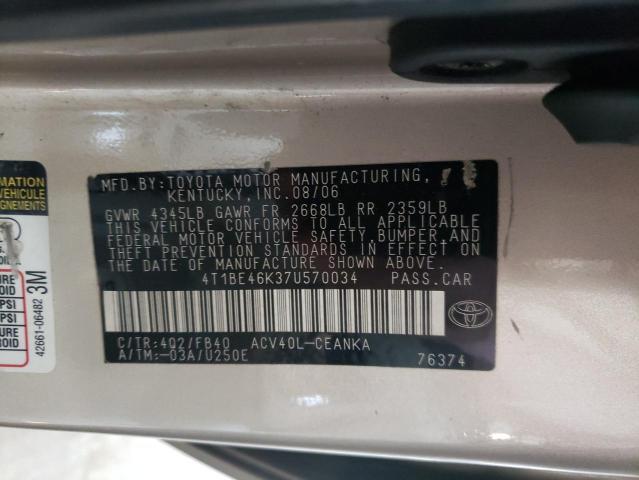 MFD.BY:TOYOTA MOTOR MANUFACTURING,
KENTUCKY, INC.08/06
GVWR 4345LB GAWR FR 2668LB RR 2359LB
THIS VEHICLE CONFORMS TO ALL APPLICABLE
FEDERAL MOTOR VEHICLE SAFETY BUMPER AND
THEFT PREVENTION STANDARDS IN EFFECT ON
THE DATE OF MANUFACTURE SHOWN ABOVE.
4T1BE46K37U570034 PASS.CAR
C/TR:4Q2/FB40 ACV40L-CEANKA
A/TM:-03A/U250E 76374
VEHICLE
42661-06482
3M
PSI
PSI